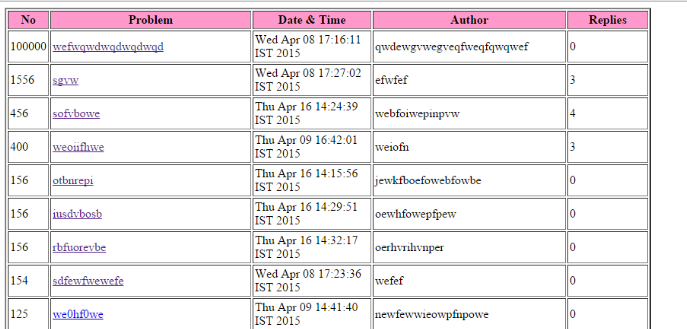 No Problem Date & Time Author Replies
100000 wefwqwdwqdwqdwqd Wed Apr 08 17:16:11 IST 2015 qwdewgvwegveqfweqfqwqwef 0
1556 sgvw Wed Apr 08 17:27:02 IST 2015 efwfef 3
456 sofvbowe Thu Apr 16 14:24:39 IST 2015 webfoiwepinpvw 4
400 weoiifhwe Thu Apr 09 16:42:01 IST 2015 weiofn 3
156 otbnrepi Thu Apr 16 14:15:56 IST 2015 jewkfboefowebfowbe 0
156 iusdvbosb Thu Apr 16 14:29:51 IST 2015 oewhfowepfpew 0
156 rbfuorevbe Thu Apr 16 14:32:17 IST 2015 oerhvrihvnper 0
154 sdfewfwewefe Wed Apr 08 17:23:36 IST 2015 wefef 0
125 we0hf0we Thu Apr 09 14:41:40 IST 2015 newfewwieowpfnpowe 0